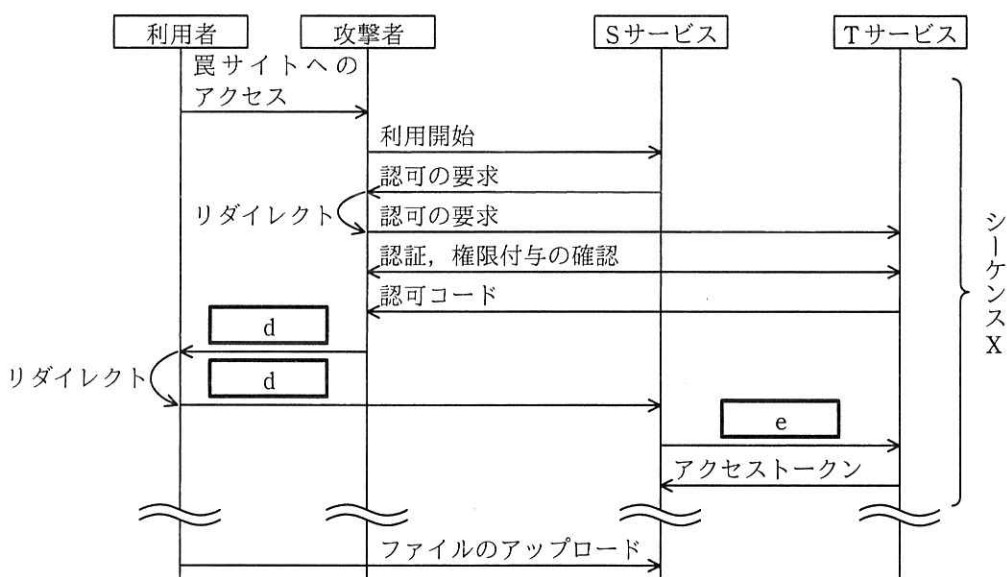 利用者
攻撃者
Sサービス
Tサービス
罠サイトへの
アクセス
利用開始
認可の要求
リダイレクト
認可の要求
認証，権限付与の確認
認可コード
d
リダイレクト
d
e
アクセストークン
ファイルのアップロード
シーケンスX